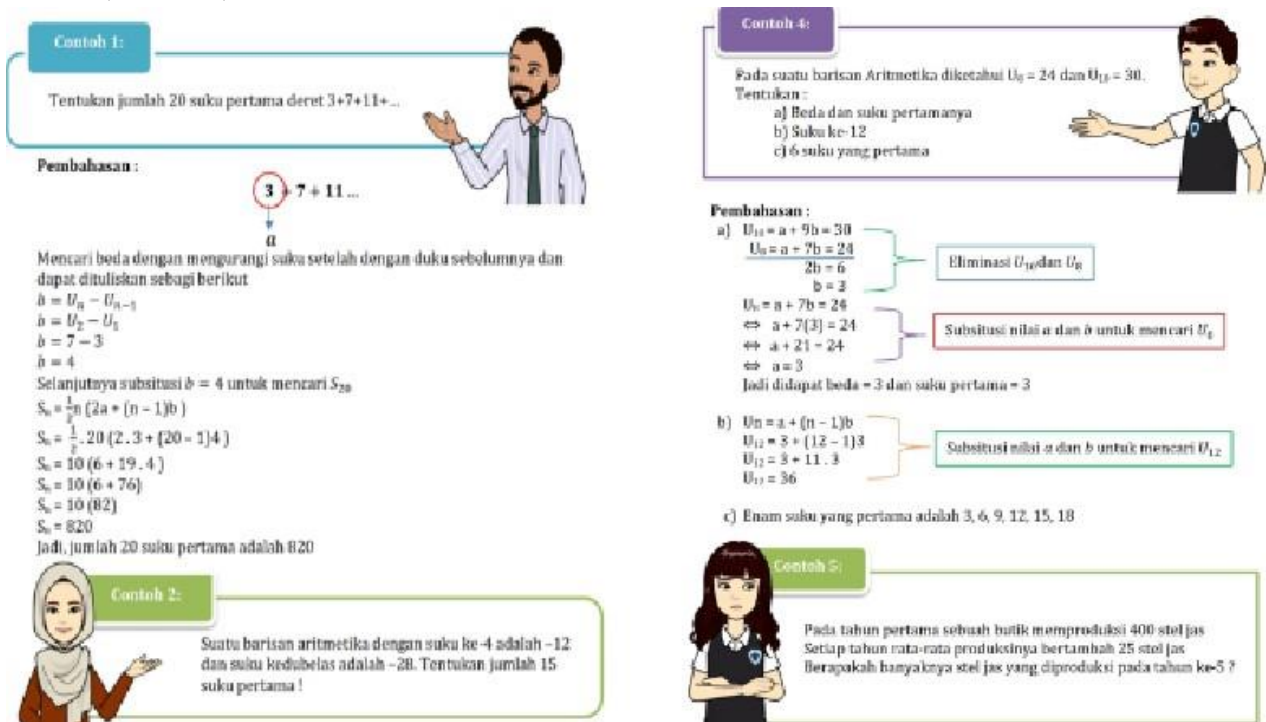 Contoh 1:
Tentukan jumlah 20 suku pertama deret 3+7+11+...
Pembahasan :
3 + 7 + 11 ...
a
Mencari beda dengan mengurangi suku setelah dengan duku sebelumnya dan
dapat dituliskan sebagi berikut
b = Uₙ − Uₙ₋₁
b = U₂ − U₁
b = 7 − 3
b = 4
Selanjutnya subsitusi b = 4 untuk mencari S₂₀
Sₙ = ½n (2a + (n – 1)b )
Sₙ = ½ . 20 (2 . 3 + (20 – 1)4 )
Sₙ = 10 (6 + 19 . 4 )
Sₙ = 10 (6 + 76)
Sₙ = 10 (82)
Sₙ = 820
Jadi, jumlah 20 suku pertama adalah 820
Contoh 2:
Suatu barisan aritmetika dengan suku ke-4 adalah –12
dan suku kedubelas adalah –28. Tentukan jumlah 15
suku pertama !
Contoh 4:
Pada suatu barisan Aritmetika diketahui U₈ = 24 dan U₁₀ = 30.
Tentukan :
a) Beda dan suku pertamanya
b) Suku ke-12
c) 6 suku yang pertama
Pembahasan :
a) U₁₀ = a + 9b = 30
U₈ = a + 7b = 24
2b = 6
b = 3
Eliminasi U₁₀ dan U₈
U₈ = a + 7b = 24
⇔ a + 7(3) = 24
⇔ a + 21 = 24
⇔ a = 3
Subsitusi nilai a dan b untuk mencari
Jadi didapat beda = 3 dan suku pertama = 3
b) Un = a + (n – 1)b
U₁₂ = 3 + (12 – 1)3
U₁₂ = 3 + 11 . 3
U₁₂ = 36
Subsitusi nilai a dan b untuk mencari U₁₂
c) Enam suku yang pertama adalah 3, 6, 9, 12, 15, 18
Contoh 5:
Pada tahun pertama sebuah butik memproduksi 400 stel jas
Setiap tahun rata-rata produksinya bertambah 25 stel jas
Berapakah banyaknya stel jas yang diproduksi pada tahun ke-5 ?